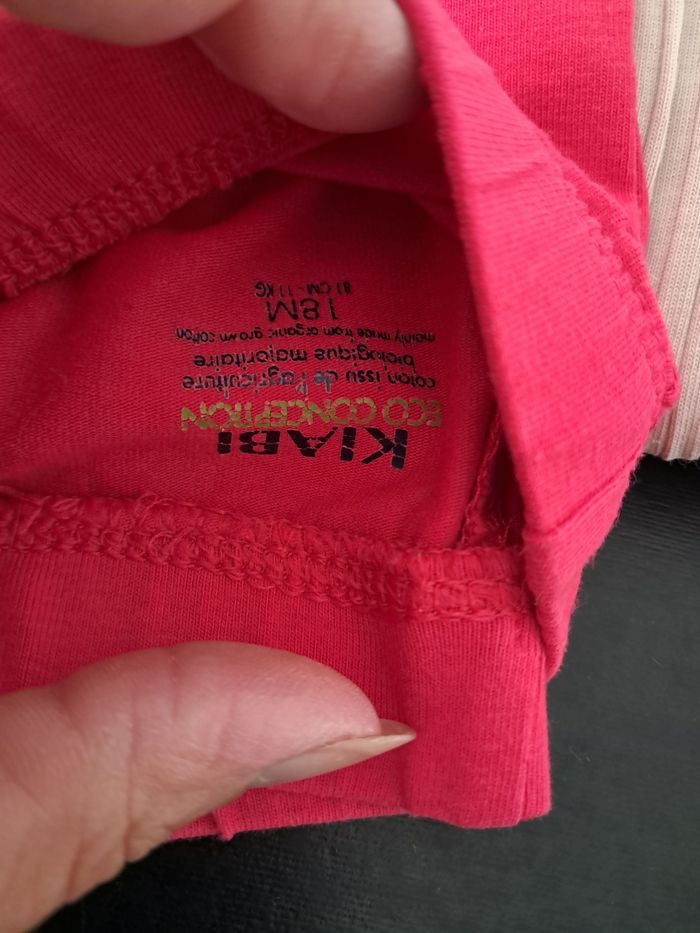 KIABI
ECO CONCEPTION
coton issu de l'agriculture
biologique majoritaire
mainly made from organic grown cotton
18M
81 CM - 11 KG